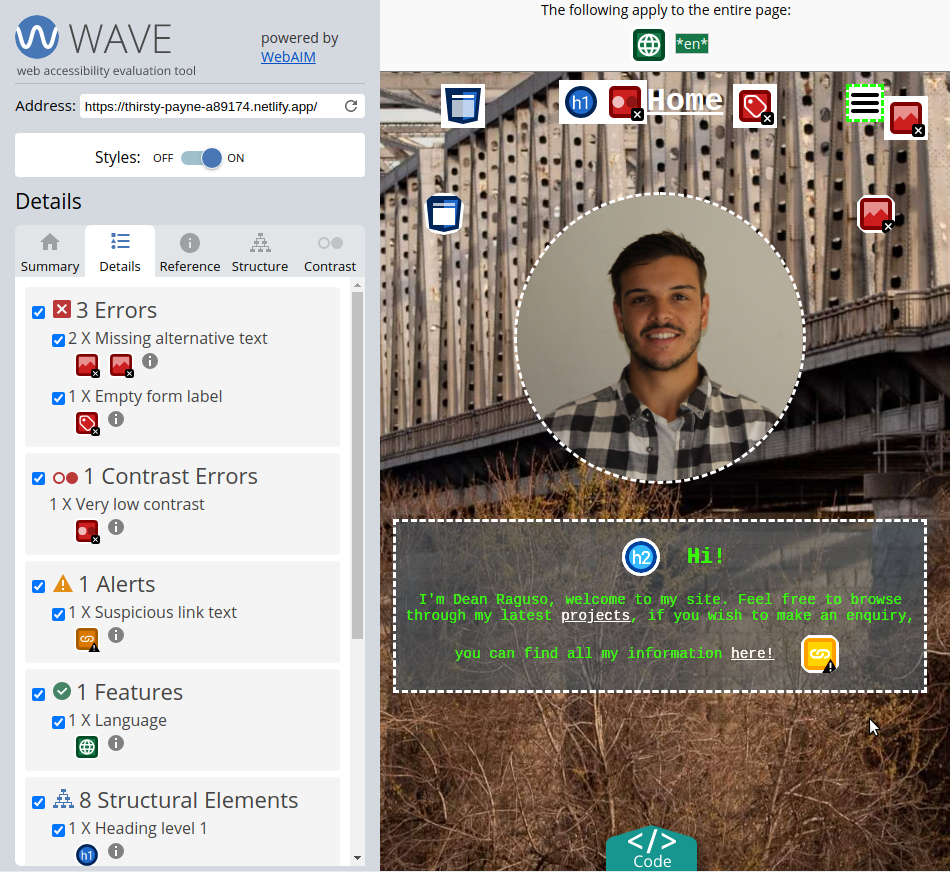 WAVE
web accessibility evaluation tool
powered by
WebAIM
Address: https://thirsty-payne-a89174.netlify.app/
Styles: OFF ON
Details
Summary Details Reference Structure Contrast
3 Errors
2 X Missing alternative text
1 X Empty form label
1 Contrast Errors
1 X Very low contrast
1 Alerts
1 X Suspicious link text
1 Features
1 X Language
8 Structural Elements
1 X Heading level 1
h1
The following apply to the entire page:
*en*
h1 Home
h2 Hi!
I'm Dean Raguso, welcome to my site. Feel free to browse
through my latest projects, if you wish to make an enquiry,
you can find all my information here!
</>
Code